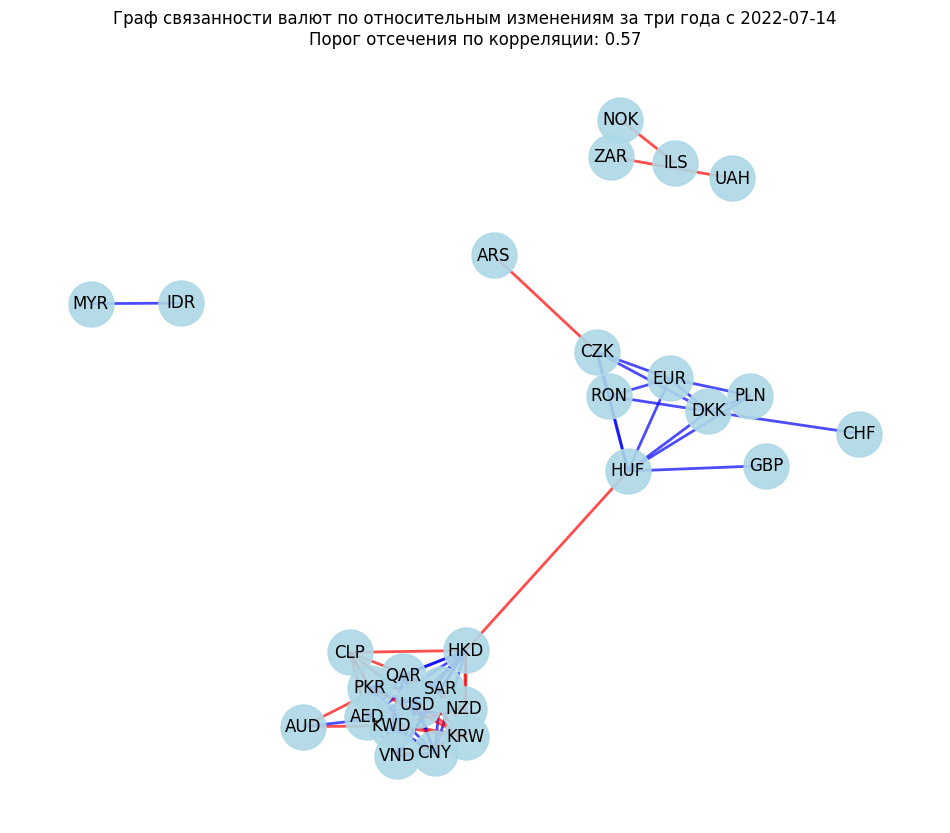 Граф связанности валют по относительным изменениям за три года с 2022-07-14
Порог отсечения по корреляции: 0.57
NOK
ZAR
ILS
UAH
ARS
MYR
IDR
CZK
EUR
RON
PLN
DKK
CHF
GBP
HUF
CLP
HKD
QAR
PKR
SAR
USD
NZD
AED
AUD
KWD
KRW
VND
CNY